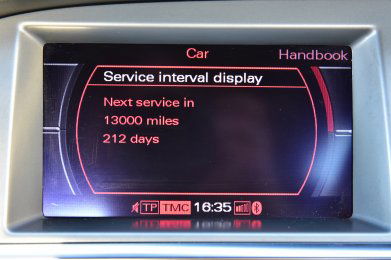 Car
Handbook
Service interval display
Next service in
13000 miles
212 days
TP TMC 16:35